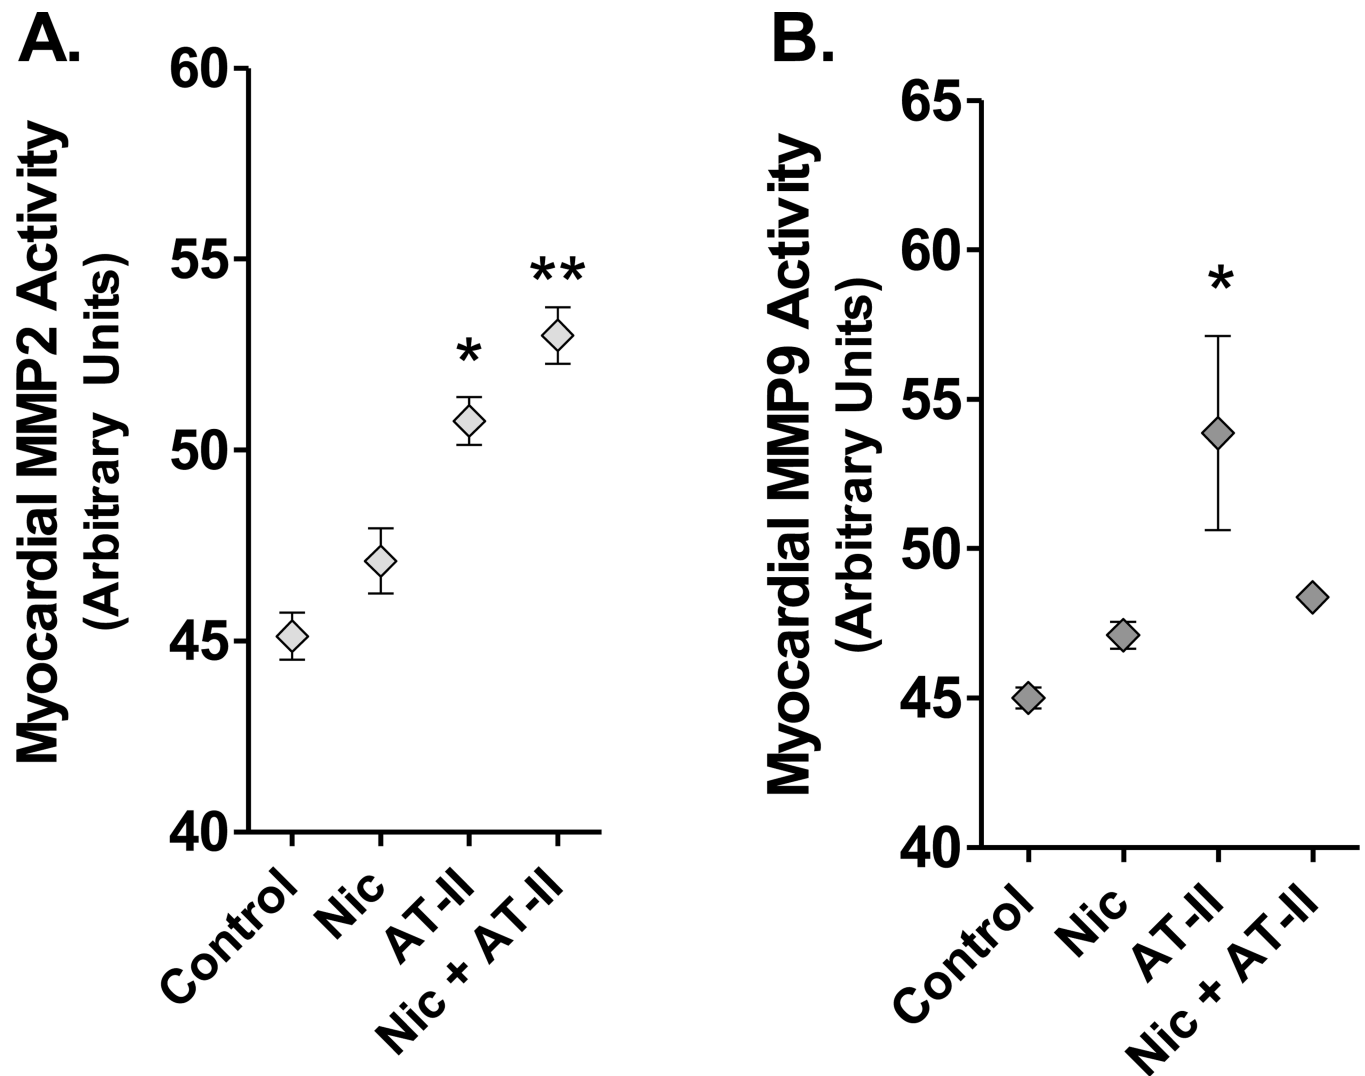 A.
Myocardial MMP2 Activity
(Arbitrary Units)
60
55
50
45
40
*
**
Control
Nic
AT-II
Nic + AT-II
B.
Myocardial MMP9 Activity
(Arbitrary Units)
65
60
55
50
45
40
*
Control
Nic
AT-II
Nic + AT-II